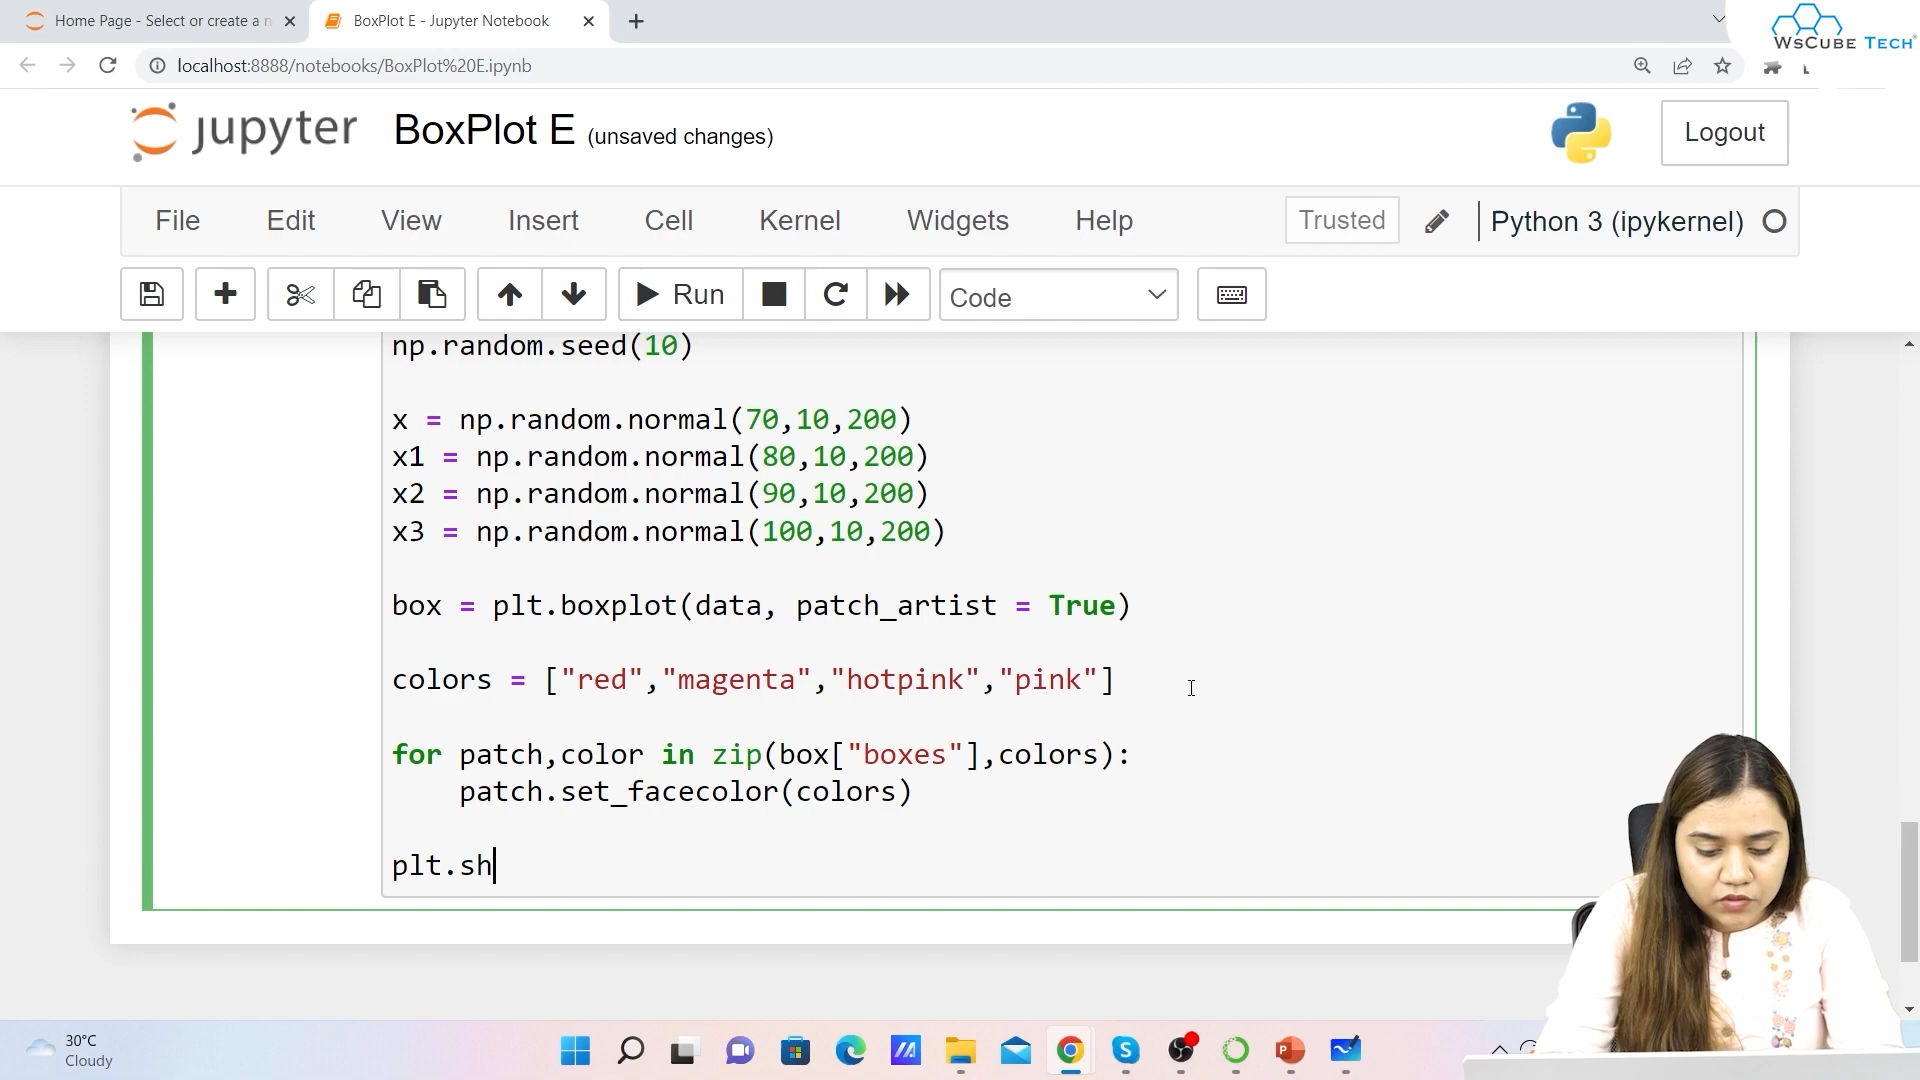 Home Page - Select or create a n
BoxPlot E - Jupyter Notebook
WsCube Tech
localhost:8888/notebooks/BoxPlot%20E.ipynb
jupyter BoxPlot E (unsaved changes)
Logout
File Edit View Insert Cell Kernel Widgets Help
Trusted
Python 3 (ipykernel)
Run
Code
np.random.seed(10)
x = np.random.normal(70,10,200)
x1 = np.random.normal(80,10,200)
x2 = np.random.normal(90,10,200)
x3 = np.random.normal(100,10,200)
box = plt.boxplot(data, patch_artist = True)
colors = ["red","magenta","hotpink","pink"]
for patch,color in zip(box["boxes"],colors):
    patch.set_facecolor(colors)
plt.sh
30°C
Cloudy